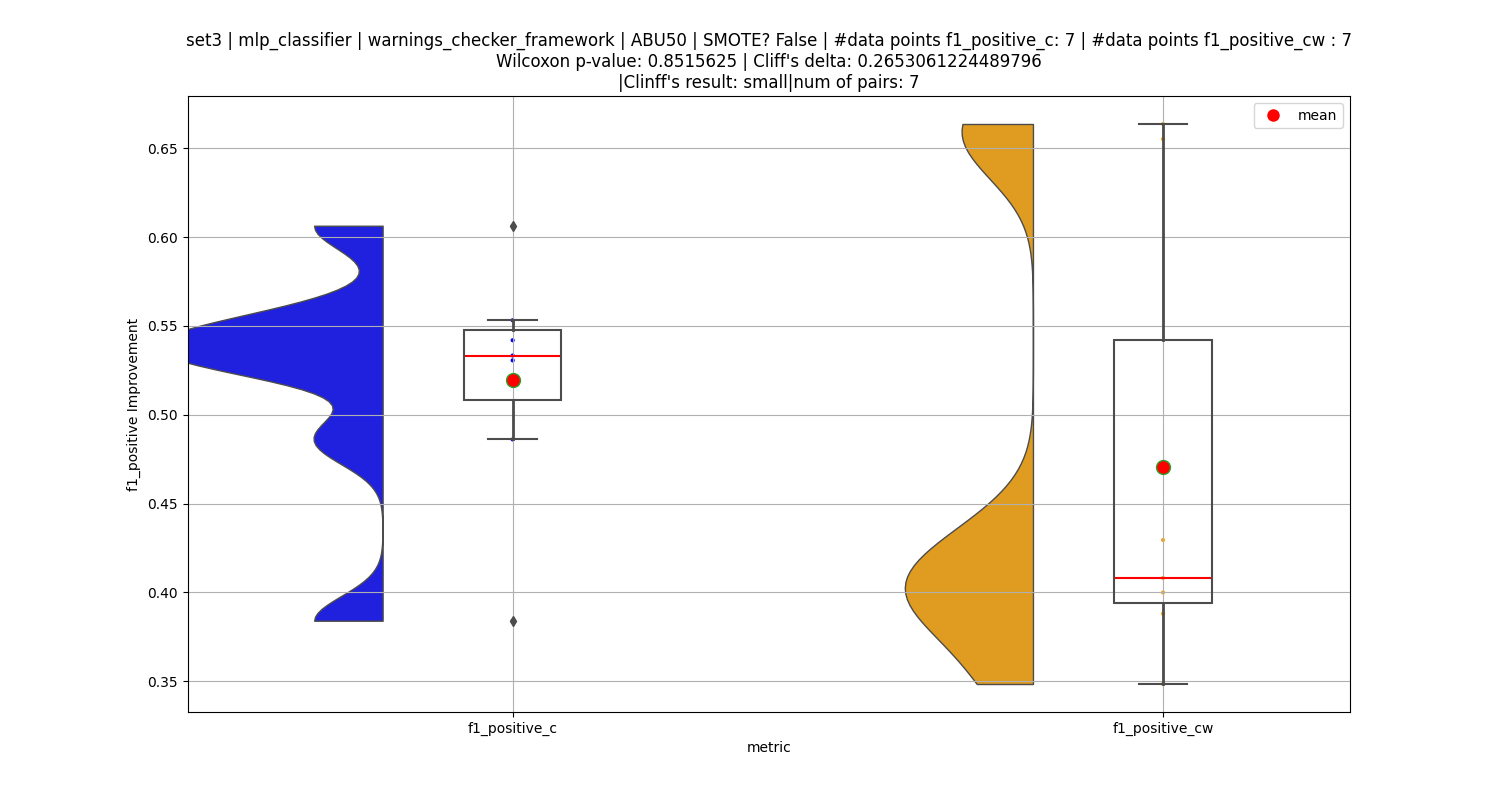 set3 | mlp_classifier | warnings_checker_framework | ABU50 | SMOTE? False | #data points f1_positive_c: 7 | #data points f1_positive_cw : 7
Wilcoxon p-value: 0.8515625 | Cliff's delta: 0.2653061224489796
|Clinff's result: small|num of pairs: 7
mean
0.65
0.60
0.55
0.50
0.45
0.40
0.35
f1_positive Improvement
f1_positive_c
f1_positive_cw
metric